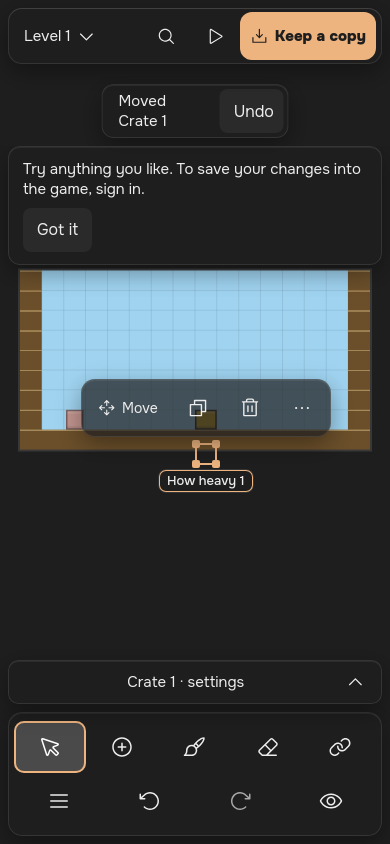 Level 1
Keep a copy
Moved
Crate 1
Undo
Try anything you like. To save your changes into
the game, sign in.
Got it
Move
How heavy 1
Crate 1 · settings